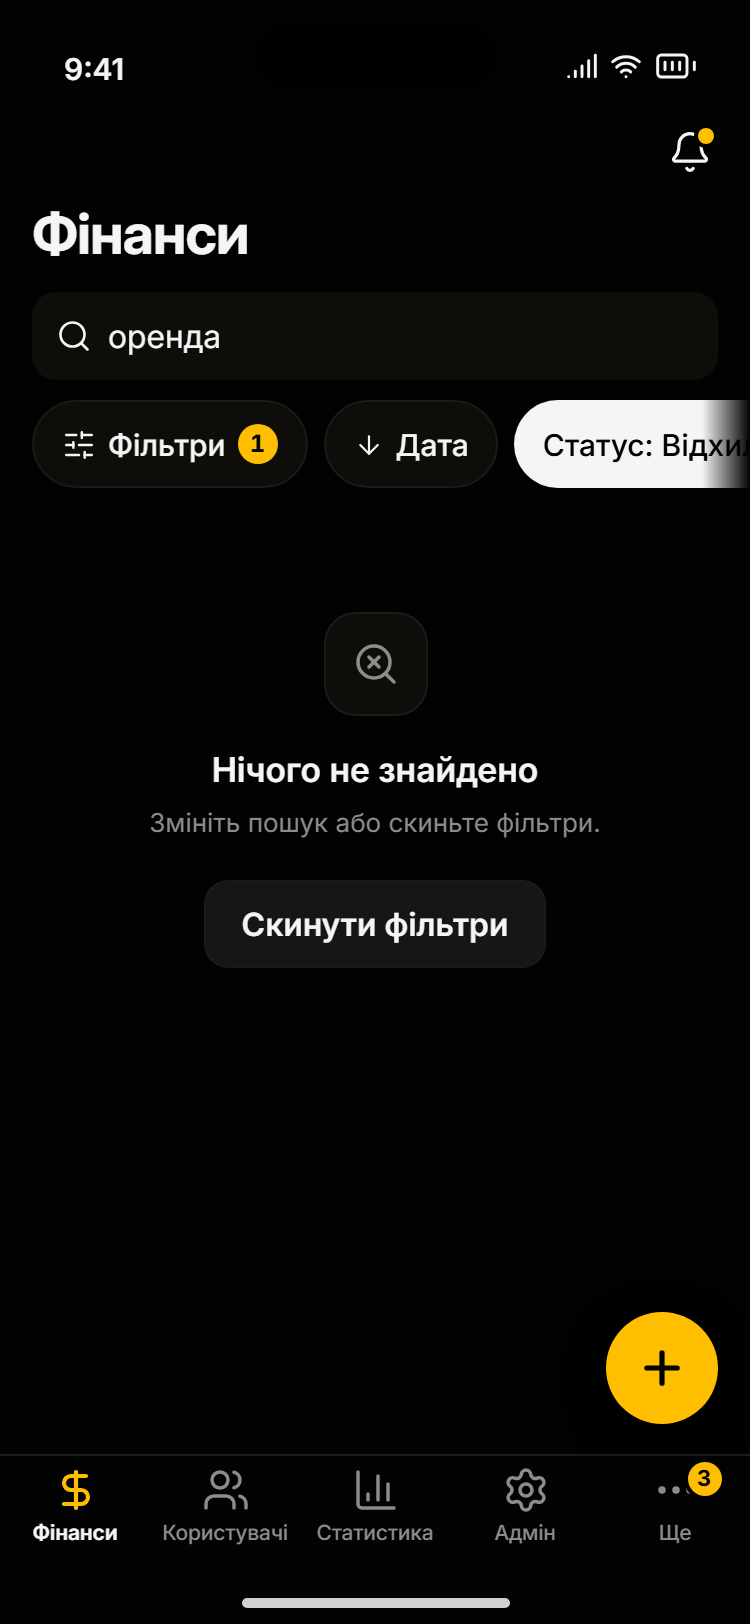 9:41
Фінанси
оренда
Фільтри 1
Дата
Статус: Відхи
Нічого не знайдено
Змініть пошук або скиньте фільтри.
Скинути фільтри
3
Фінанси
Користувачі
Статистика
Адмін
Ще